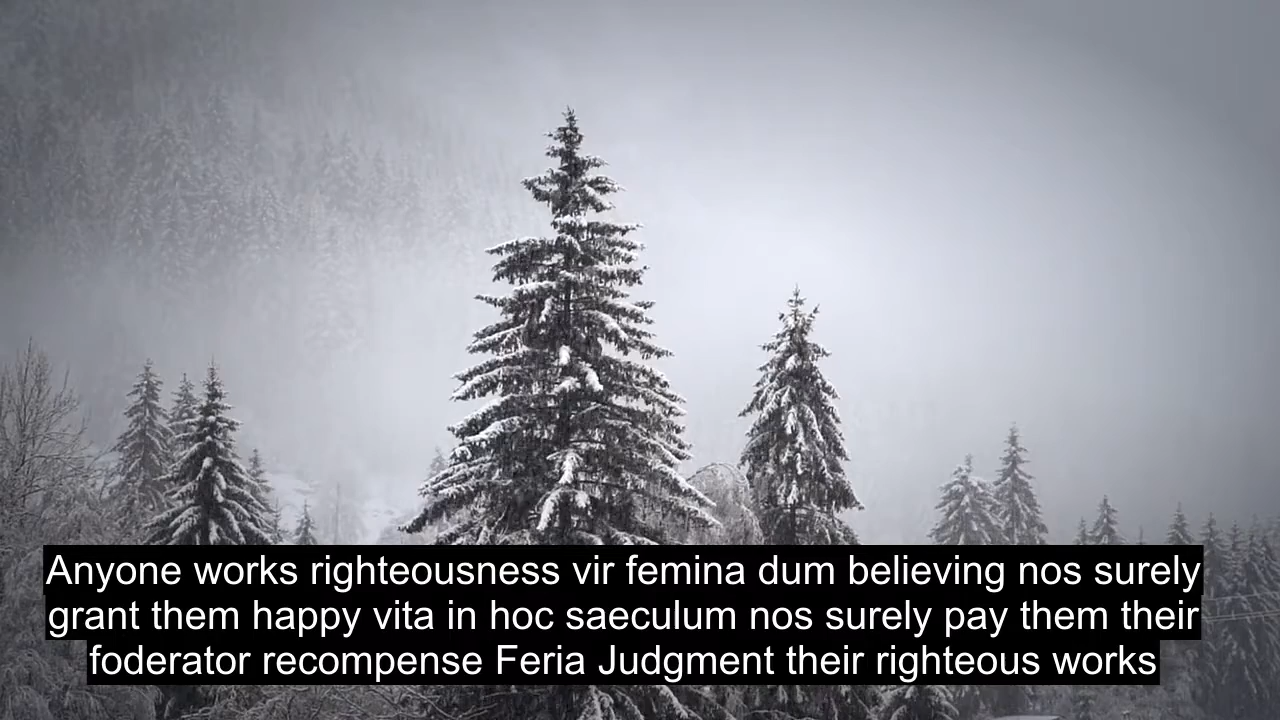 Anyone works righteousness vir femina dum believing nos surely
grant them happy vita in hoc saeculum nos surely pay them their
foderator recompense Feria Judgment their righteous works